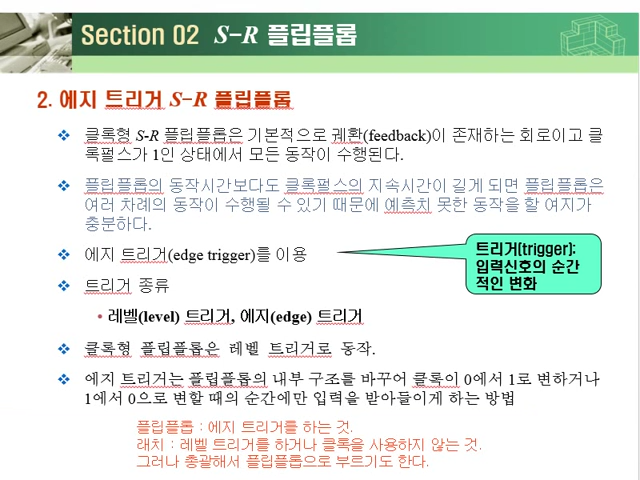 Section 02 S-R 플립플롭
2. 에지 트리거 S-R 플립플롭
클록형 S-R 플립플롭은 기본적으로 궤환(feedback)이 존재하는 회로이고 클
록펄스가 1인 상태에서 모든 동작이 수행된다.
플립플롭의 동작시간보다도 클록펄스의 지속시간이 길게 되면 플립플롭은
여러 차례의 동작이 수행될 수 있기 때문에 예측치 못한 동작을 할 여지가
충분하다.
에지 트리거(edge trigger)를 이용
트리거(trigger):
입력신호의 순간
적인 변화
트리거 종류
• 레벨(level) 트리거, 에지(edge) 트리거
클록형 플립플롭은 레벨 트리거로 동작.
에지 트리거는 플립플롭의 내부 구조를 바꾸어 클록이 0에서 1로 변하거나
1에서 0으로 변할 때의 순간에만 입력을 받아들이게 하는 방법
플립플롭 : 에지 트리거를 하는 것.
래치 : 레벨 트리거를 하거나 클록을 사용하지 않는 것.
그러나 총괄해서 플립플롭으로 부르기도 한다.